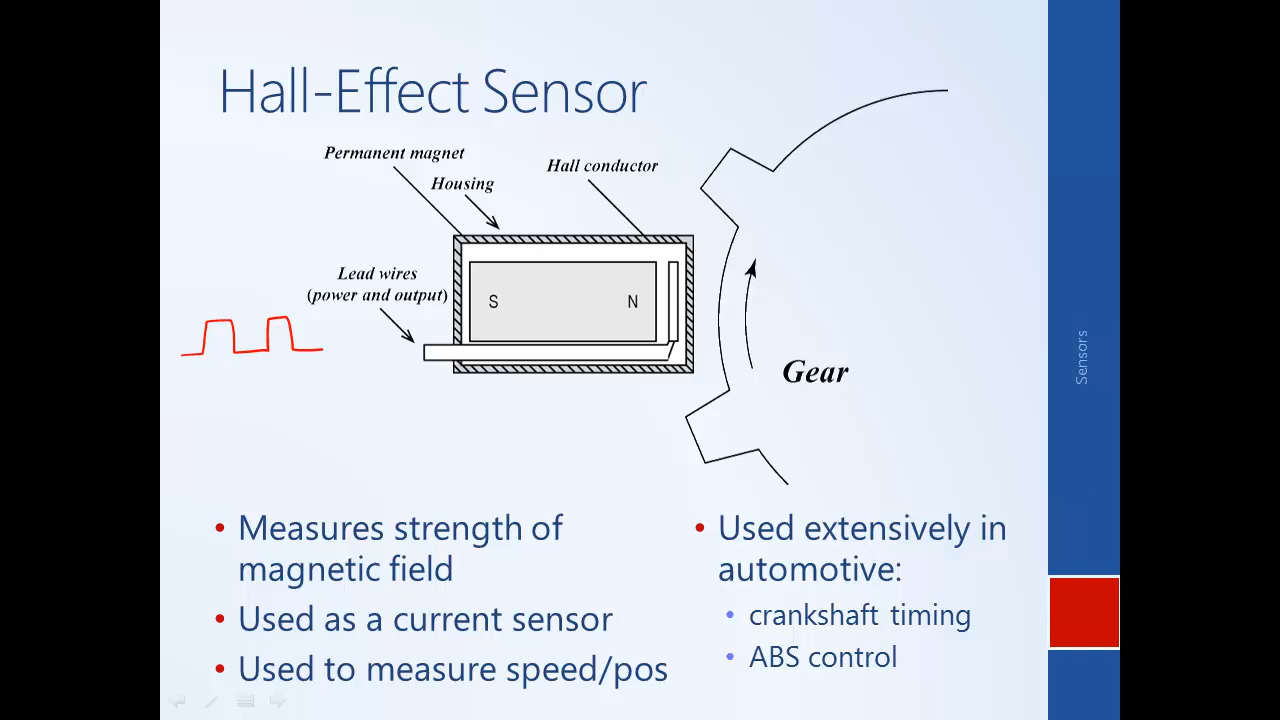 Hall-Effect Sensor
Permanent magnet
Housing
Hall conductor
Lead wires
(power and output)
S
N
Gear
Sensors
• Measures strength of
magnetic field
• Used as a current sensor
• Used to measure speed/pos
• Used extensively in
automotive:
• crankshaft timing
• ABS control